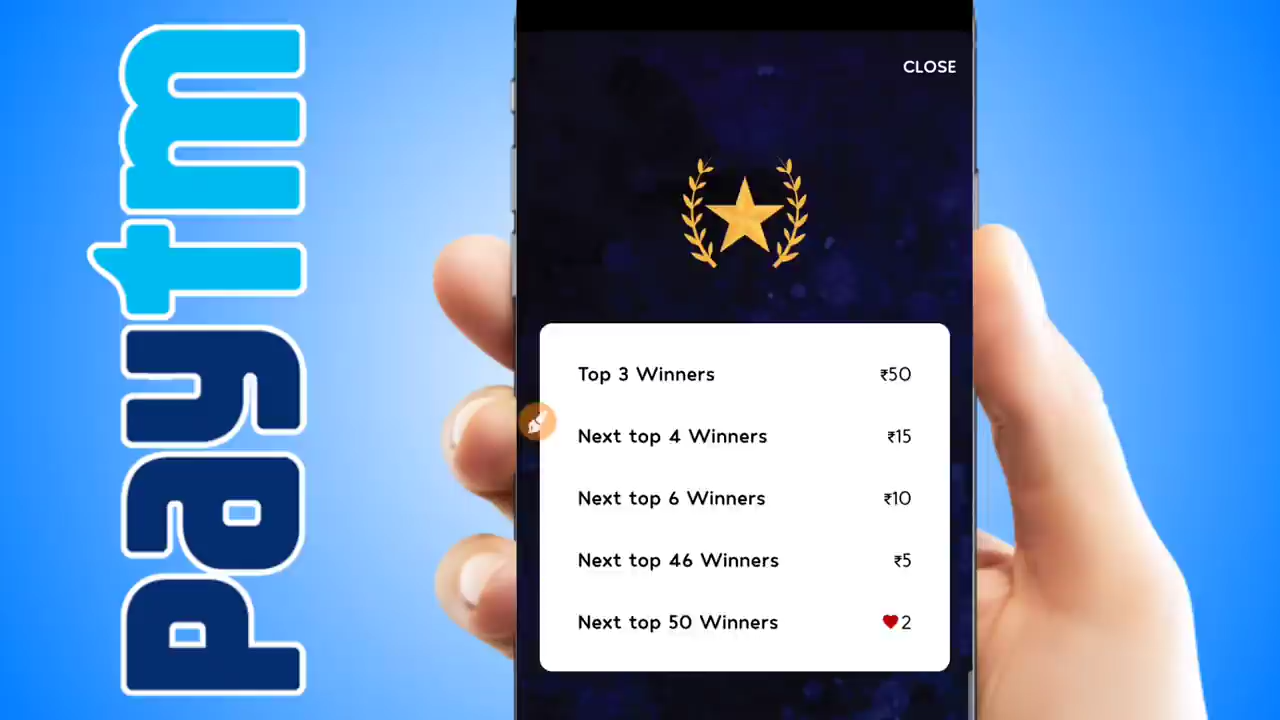 paytm
CLOSE
Top 3 Winners ₹50
Next top 4 Winners ₹15
Next top 6 Winners ₹10
Next top 46 Winners ₹5
Next top 50 Winners ❤2